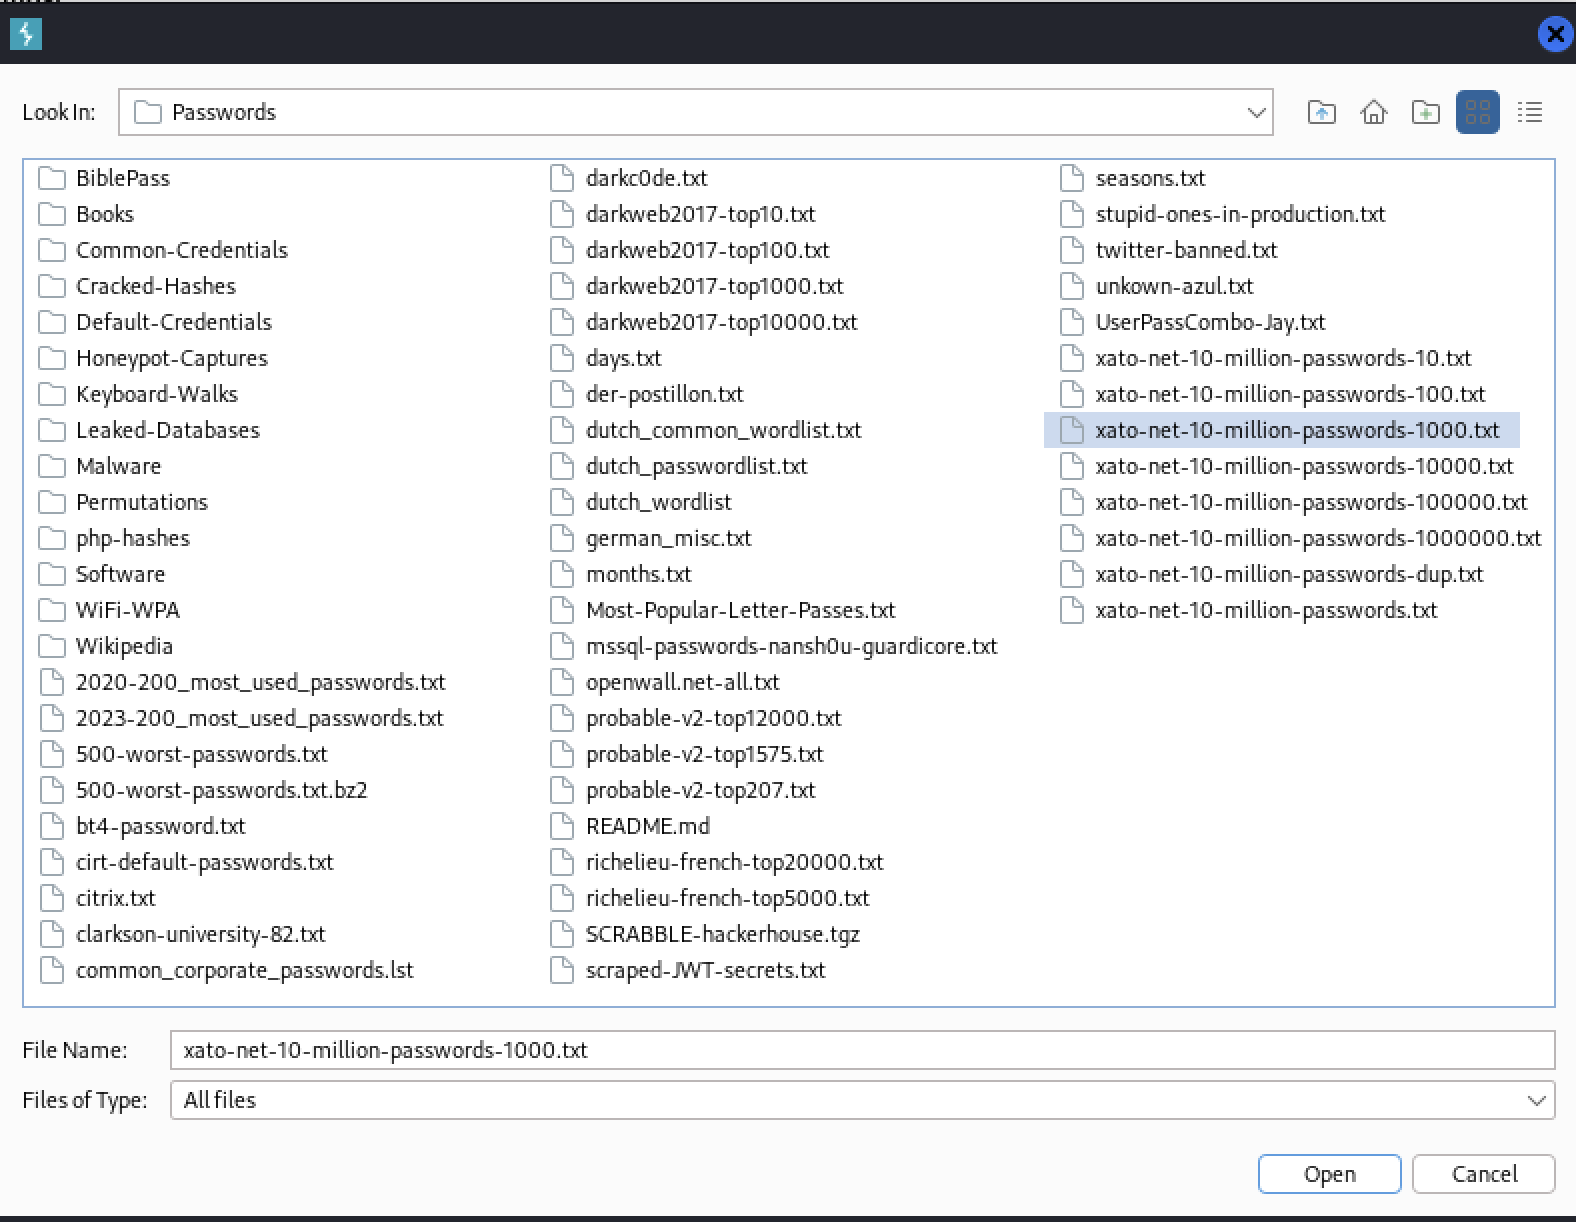 Look In:
Passwords
BiblePass
Books
Common-Credentials
Cracked-Hashes
Default-Credentials
Honeypot-Captures
Keyboard-Walks
Leaked-Databases
Malware
Permutations
php-hashes
Software
WiFi-WPA
Wikipedia
2020-200_most_used_passwords.txt
2023-200_most_used_passwords.txt
500-worst-passwords.txt
500-worst-passwords.txt.bz2
bt4-password.txt
cirt-default-passwords.txt
citrix.txt
clarkson-university-82.txt
common_corporate_passwords.lst
darkc0de.txt
darkweb2017-top10.txt
darkweb2017-top100.txt
darkweb2017-top1000.txt
darkweb2017-top10000.txt
days.txt
der-postillon.txt
dutch_common_wordlist.txt
dutch_passwordlist.txt
dutch_wordlist
german_misc.txt
months.txt
Most-Popular-Letter-Passes.txt
mssql-passwords-nansh0u-guardicore.txt
openwall.net-all.txt
probable-v2-top12000.txt
probable-v2-top1575.txt
probable-v2-top207.txt
README.md
richelieu-french-top20000.txt
richelieu-french-top5000.txt
SCRABBLE-hackerhouse.tgz
scraped-JWT-secrets.txt
seasons.txt
stupid-ones-in-production.txt
twitter-banned.txt
unkown-azul.txt
UserPassCombo-Jay.txt
xato-net-10-million-passwords-10.txt
xato-net-10-million-passwords-100.txt
xato-net-10-million-passwords-1000.txt
xato-net-10-million-passwords-10000.txt
xato-net-10-million-passwords-100000.txt
xato-net-10-million-passwords-1000000.txt
xato-net-10-million-passwords-dup.txt
xato-net-10-million-passwords.txt
File Name:
xato-net-10-million-passwords-1000.txt
Files of Type:
All files
Open
Cancel